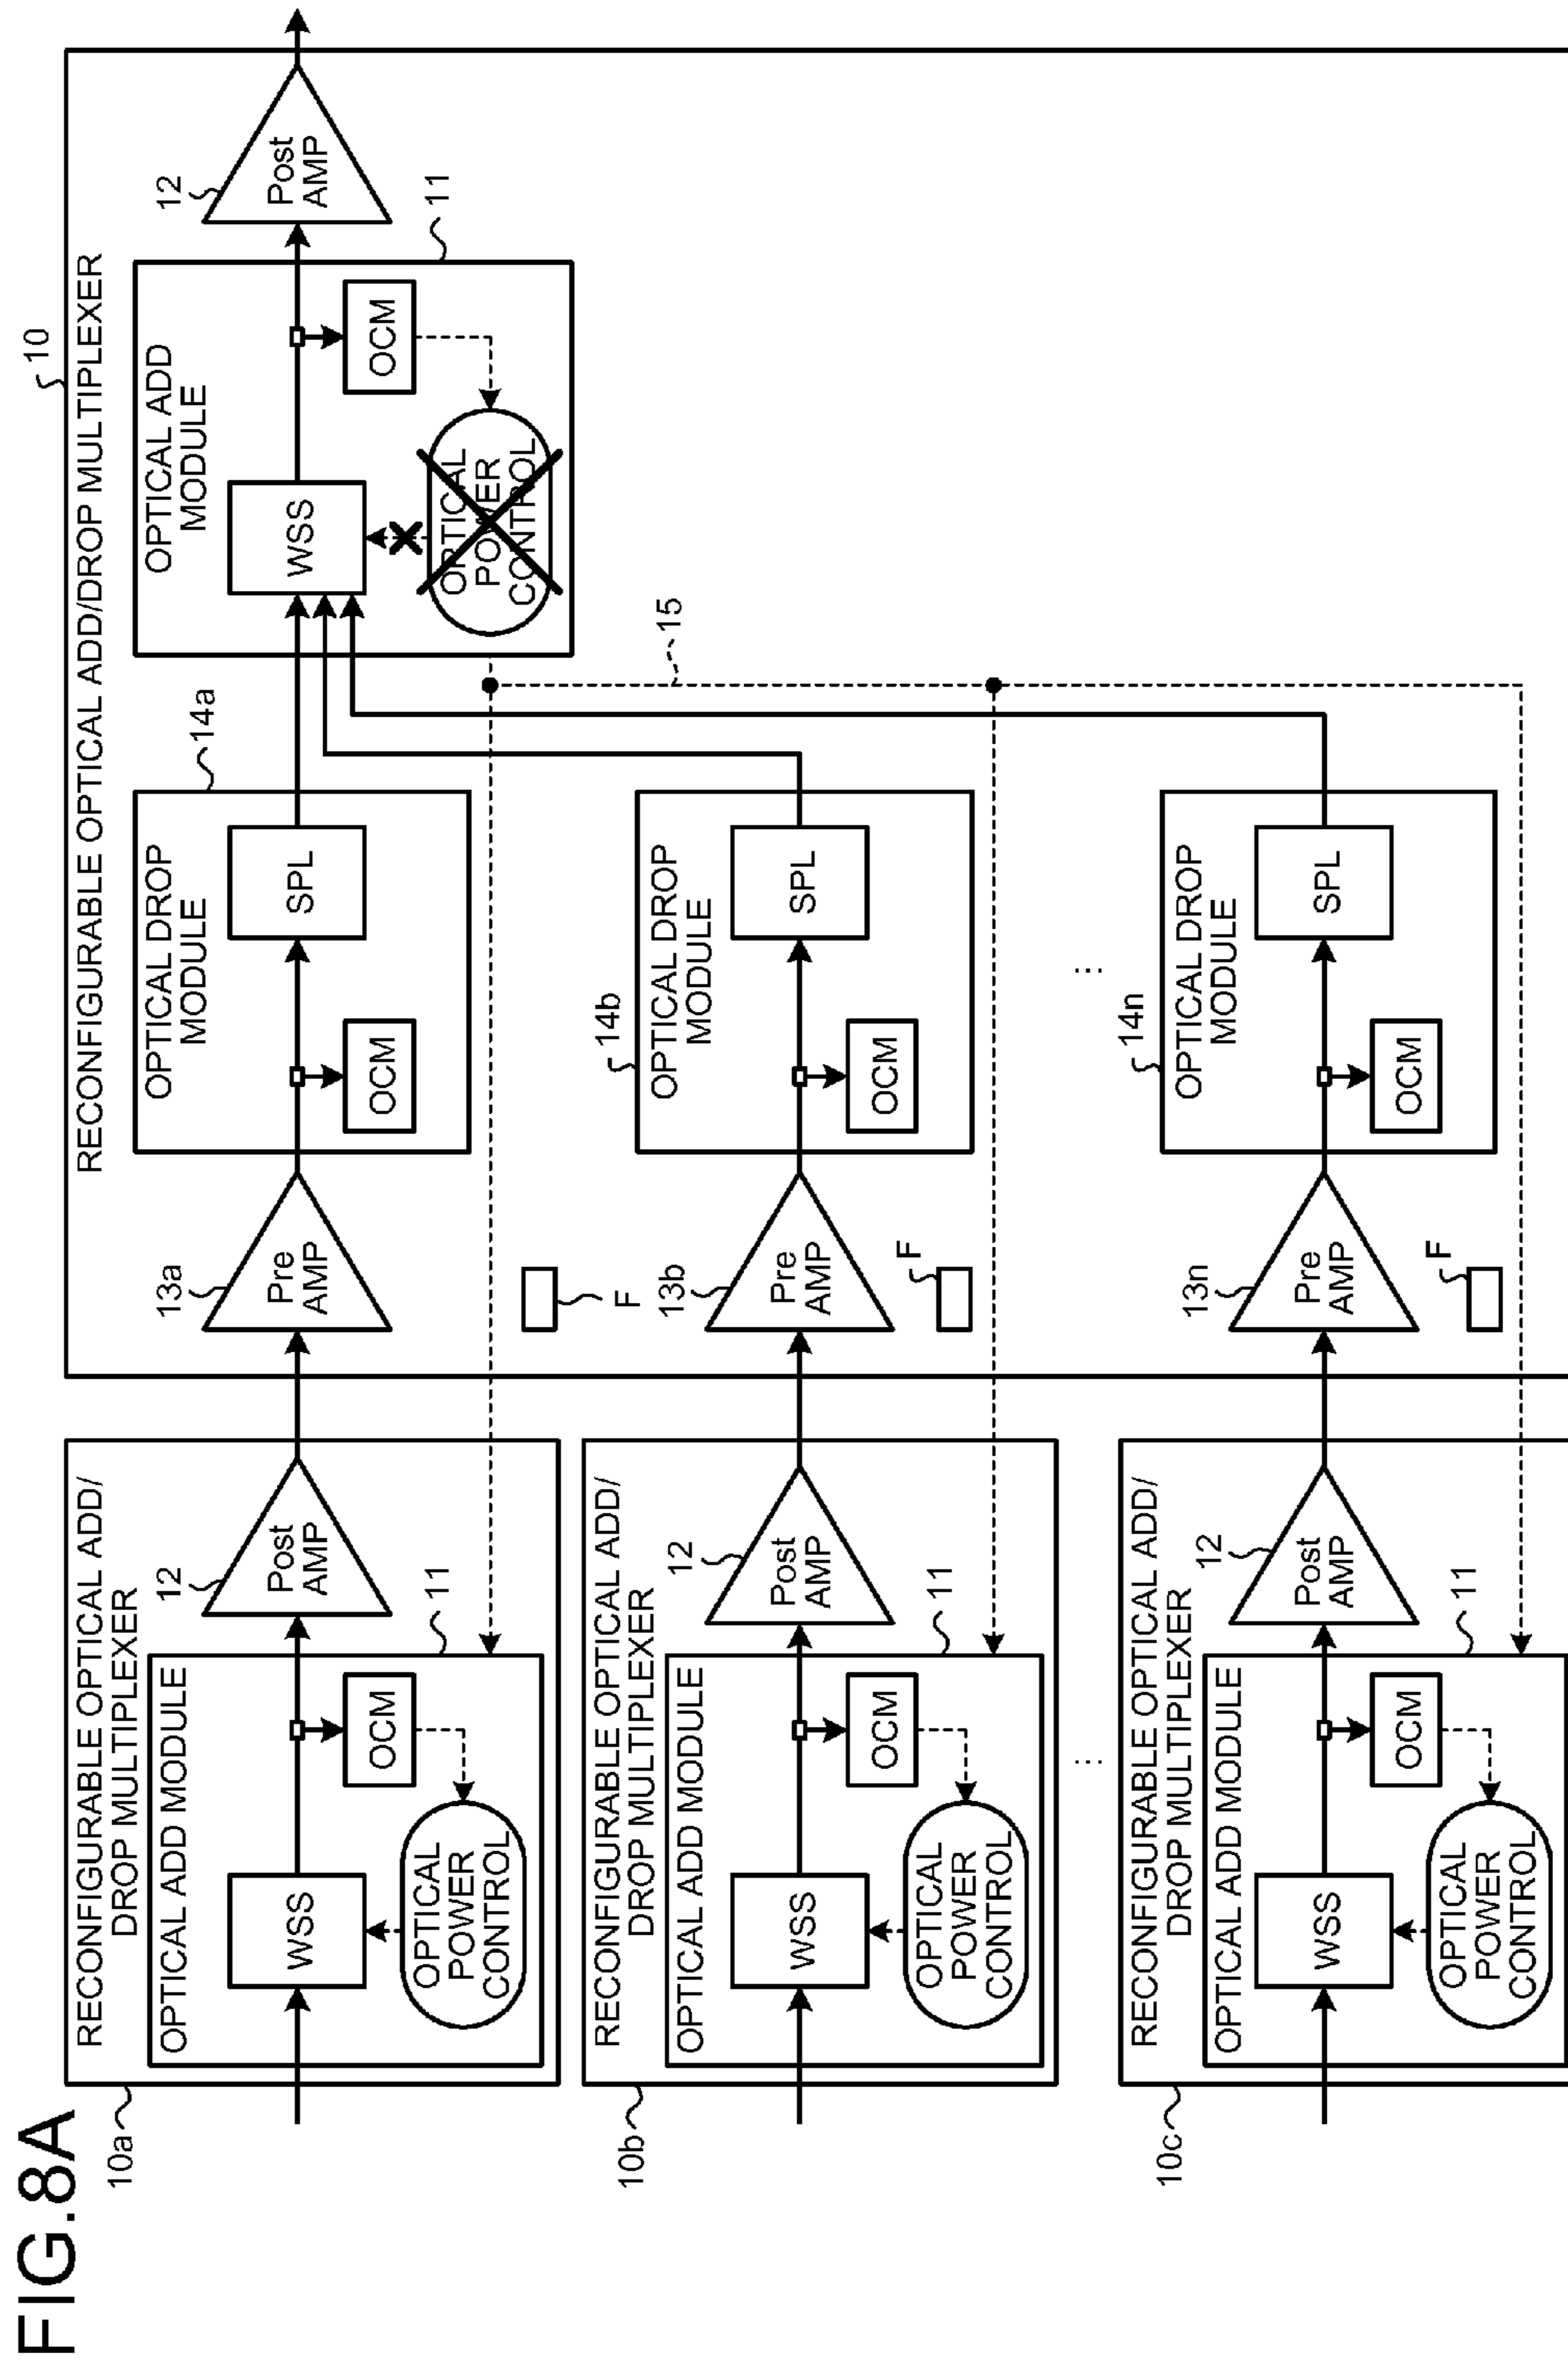 FIG.8A
10
RECONFIGURABLE OPTICAL ADD/DROP MULTIPLEXER
10a
RECONFIGURABLE OPTICAL ADD/
DROP MULTIPLEXER
OPTICAL ADD MODULE
WSS
OPTICAL
POWER
CONTROL
OCM
11
12
Post
AMP
13a
Pre
AMP
F
14a
OPTICAL DROP
MODULE
OCM
SPL
OPTICAL ADD
MODULE
WSS
OPTICAL
POWER
CONTROL
OCM
11
12
Post
AMP
15
10b
RECONFIGURABLE OPTICAL ADD/
DROP MULTIPLEXER
OPTICAL ADD MODULE
WSS
OPTICAL
POWER
CONTROL
OCM
11
12
Post
AMP
13b
Pre
AMP
F
14b
OPTICAL DROP
MODULE
OCM
SPL
...
...
10c
RECONFIGURABLE OPTICAL ADD/
DROP MULTIPLEXER
OPTICAL ADD MODULE
WSS
OPTICAL
POWER
CONTROL
OCM
11
12
Post
AMP
13n
Pre
AMP
F
14n
OPTICAL DROP
MODULE
OCM
SPL